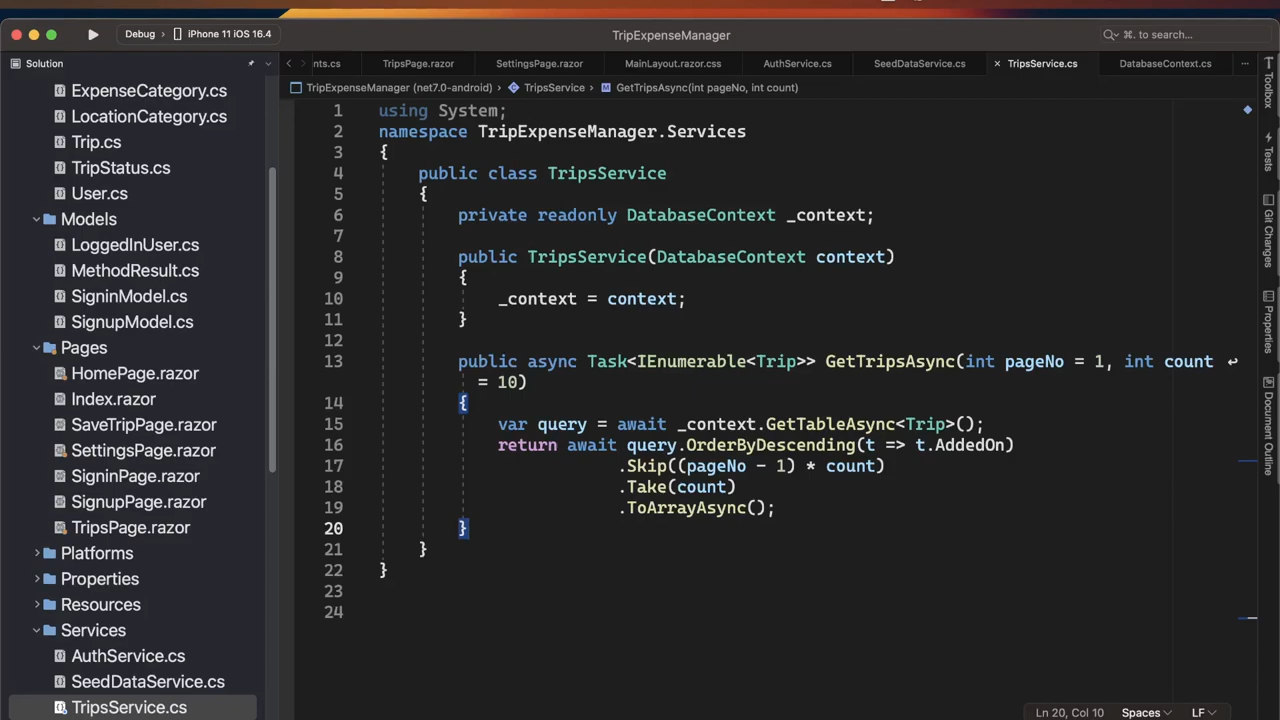 Debug > iPhone 11 iOS 16.4
TripExpenseManager
⌘. to search...
Solution
nts.cs
TripsPage.razor
SettingsPage.razor
MainLayout.razor.css
AuthService.cs
SeedDataService.cs
TripsService.cs
DatabaseContext.cs
TripExpenseManager (net7.0-android) > TripsService > GetTripsAsync(int pageNo, int count)
ExpenseCategory.cs
LocationCategory.cs
Trip.cs
TripStatus.cs
User.cs
Models
LoggedInUser.cs
MethodResult.cs
SigninModel.cs
SignupModel.cs
Pages
HomePage.razor
Index.razor
SaveTripPage.razor
SettingsPage.razor
SigninPage.razor
SignupPage.razor
TripsPage.razor
Platforms
Properties
Resources
Services
AuthService.cs
SeedDataService.cs
TripsService.cs
1 using System;
2 namespace TripExpenseManager.Services
3 {
4 public class TripsService
5 {
6 private readonly DatabaseContext _context;
7
8 public TripsService(DatabaseContext context)
9 {
10 _context = context;
11 }
12
13 public async Task<IEnumerable<Trip>> GetTripsAsync(int pageNo = 1, int count ↩
= 10)
14 {
15 var query = await _context.GetTableAsync<Trip>();
16 return await query.OrderByDescending(t => t.AddedOn)
17 .Skip((pageNo - 1) * count)
18 .Take(count)
19 .ToArrayAsync();
20 }
21 }
22 }
23
24
Toolbox
Tests
Git Changes
Properties
Document Outline
Ln 20, Col 10 Spaces LF